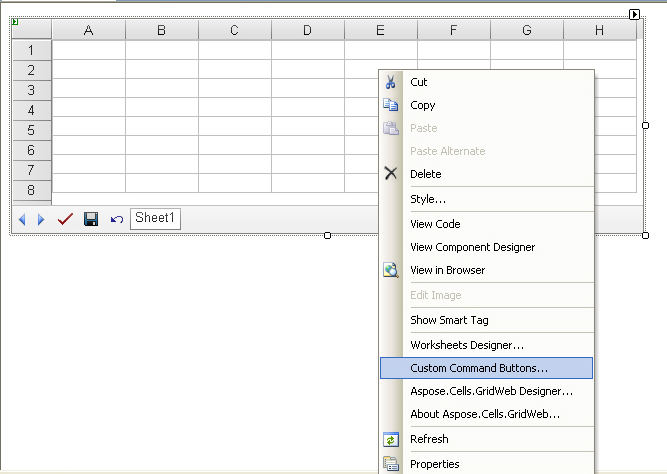 A B C D E F G H
1
2
3
4
5
6
7
8
Sheet1
Cut
Copy
Paste
Paste Alternate
Delete
Style...
View Code
View Component Designer
View in Browser
Edit Image
Show Smart Tag
Worksheets Designer...
Custom Command Buttons...
Aspose.Cells.GridWeb Designer...
About Aspose.Cells.GridWeb...
Refresh
Properties